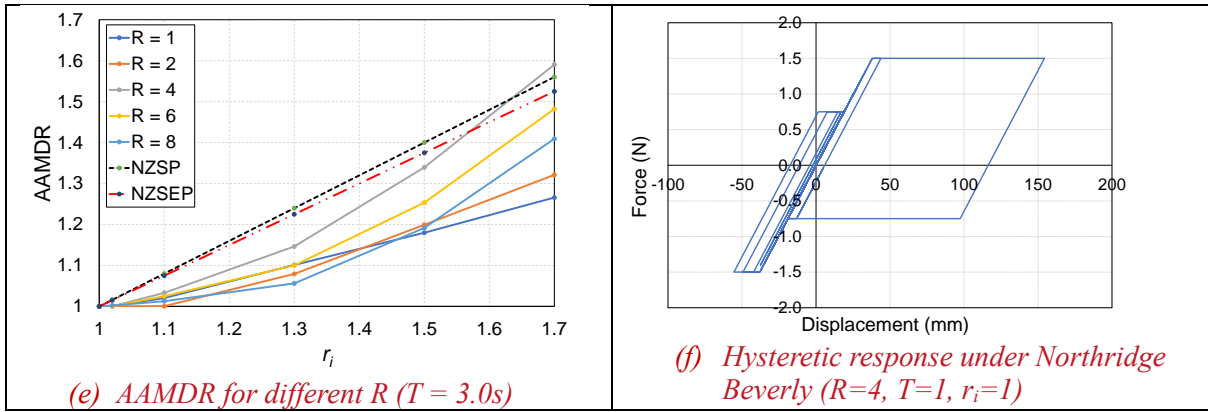 AAMDR
1.7
1.6
1.5
1.4
1.3
1.2
1.1
1
R = 1
R = 2
R = 4
R = 6
R = 8
NZSP
NZSEP
1 1.1 1.2 1.3 1.4 1.5 1.6 1.7
ri
(e) AAMDR for different R (T = 3.0s)
Force (N)
2.0
1.5
1.0
0.5
0.0
-0.5
-1.0
-1.5
-2.0
-100 -50 0 50 100 150 200
Displacement (mm)
(f) Hysteretic response under Northridge
Beverly (R=4, T=1, ri=1)